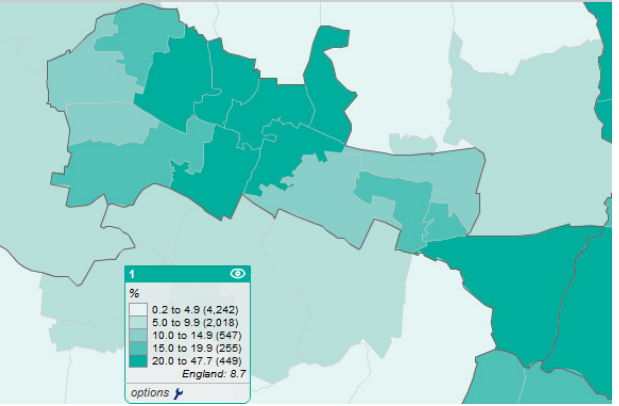 1
%
0.2 to 4.9 (4,242)
5.0 to 9.9 (2,018)
10.0 to 14.9 (547)
15.0 to 19.9 (255)
20.0 to 47.7 (449)
England: 8.7
options